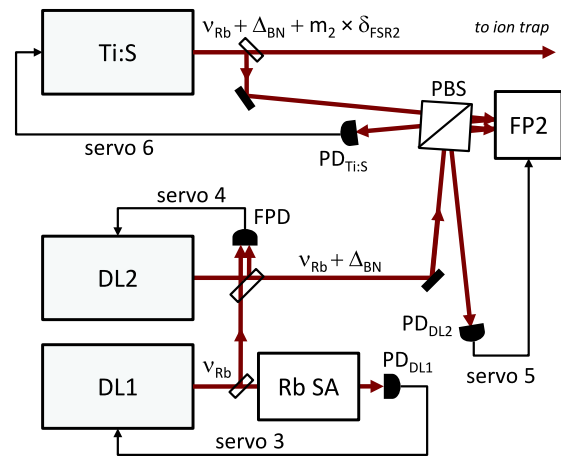 ν_Rb + Δ_BN + m_2 × δ_FSR2
to ion trap
Ti:S
PBS
FP2
servo 6
PD_Ti:S
servo 4
FPD
DL2
ν_Rb + Δ_BN
PD_DL2
servo 5
ν_Rb
PD_DL1
DL1
Rb SA
servo 3